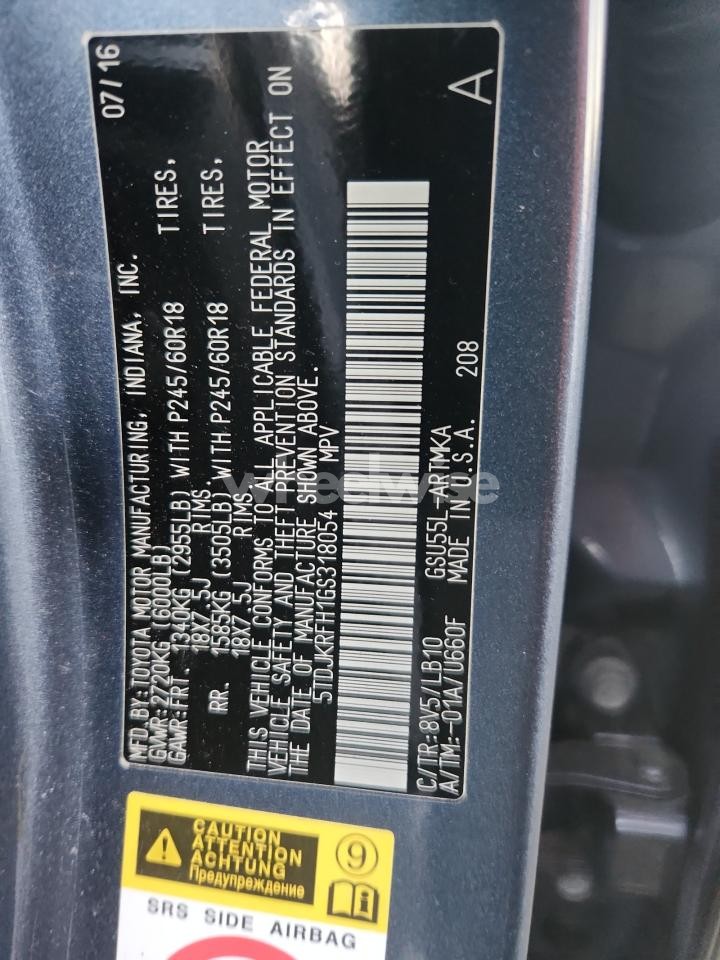 07/16
MFD.BY:TOYOTA MOTOR MANUFACTURING, INDIANA, INC.
GVWR:2720KG (6000LB)
GAWR:FRT 1340KG (2955LB) WITH P245/60R18 TIRES,
18X7.5J RIMS.
RR. 1585KG (3505LB) WITH P245/60R18 TIRES,
18X7.5J RIMS.
THIS VEHICLE CONFORMS TO ALL APPLICABLE FEDERAL MOTOR
VEHICLE SAFETY AND THEFT PREVENTION STANDARDS IN EFFECT ON
THE DATE OF MANUFACTURE SHOWN ABOVE.
5TDJKRFH1GS318054 MPV
C/TR:8V5/LB10 GSU55L-ARTMKA 208 A
A/TM:-01A/U660F MADE IN U.S.A.
wheelwise
CAUTION
ATTENTION
ACHTUNG
Предупреждение
9
i
SRS SIDE AIRBAG